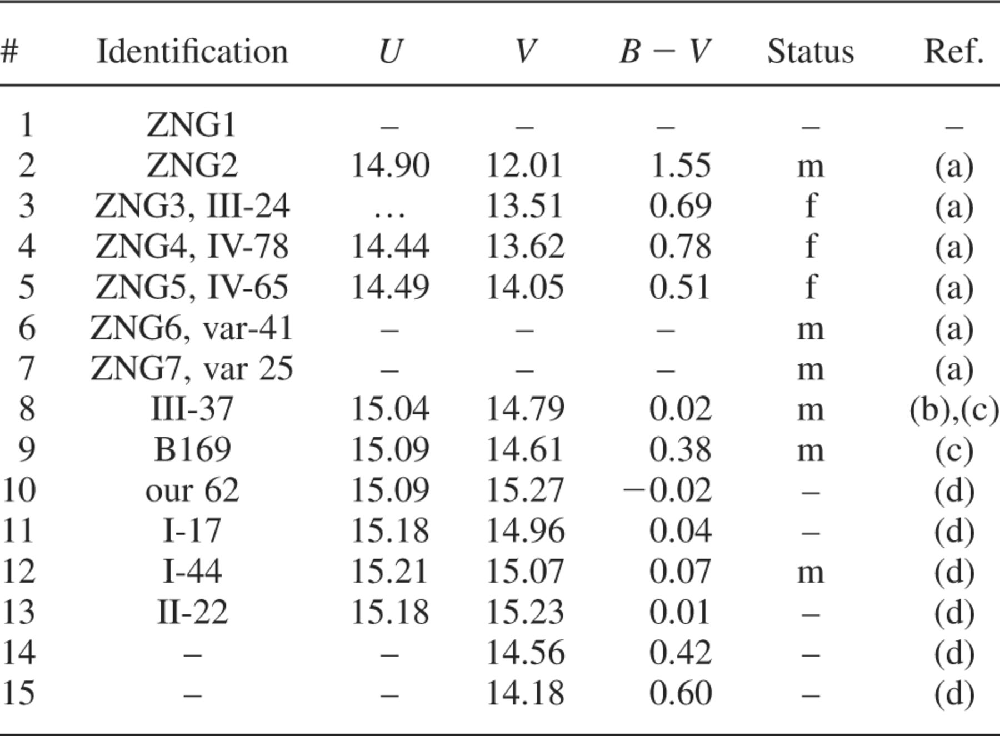 # Identification U V B − V Status Ref.
1 ZNG1 – – – – –
2 ZNG2 14.90 12.01 1.55 m (a)
3 ZNG3, III-24 … 13.51 0.69 f (a)
4 ZNG4, IV-78 14.44 13.62 0.78 f (a)
5 ZNG5, IV-65 14.49 14.05 0.51 f (a)
6 ZNG6, var-41 – – – m (a)
7 ZNG7, var 25 – – – m (a)
8 III-37 15.04 14.79 0.02 m (b),(c)
9 B169 15.09 14.61 0.38 m (c)
10 our 62 15.09 15.27 −0.02 – (d)
11 I-17 15.18 14.96 0.04 – (d)
12 I-44 15.21 15.07 0.07 m (d)
13 II-22 15.18 15.23 0.01 – (d)
14 – – 14.56 0.42 – (d)
15 – – 14.18 0.60 – (d)